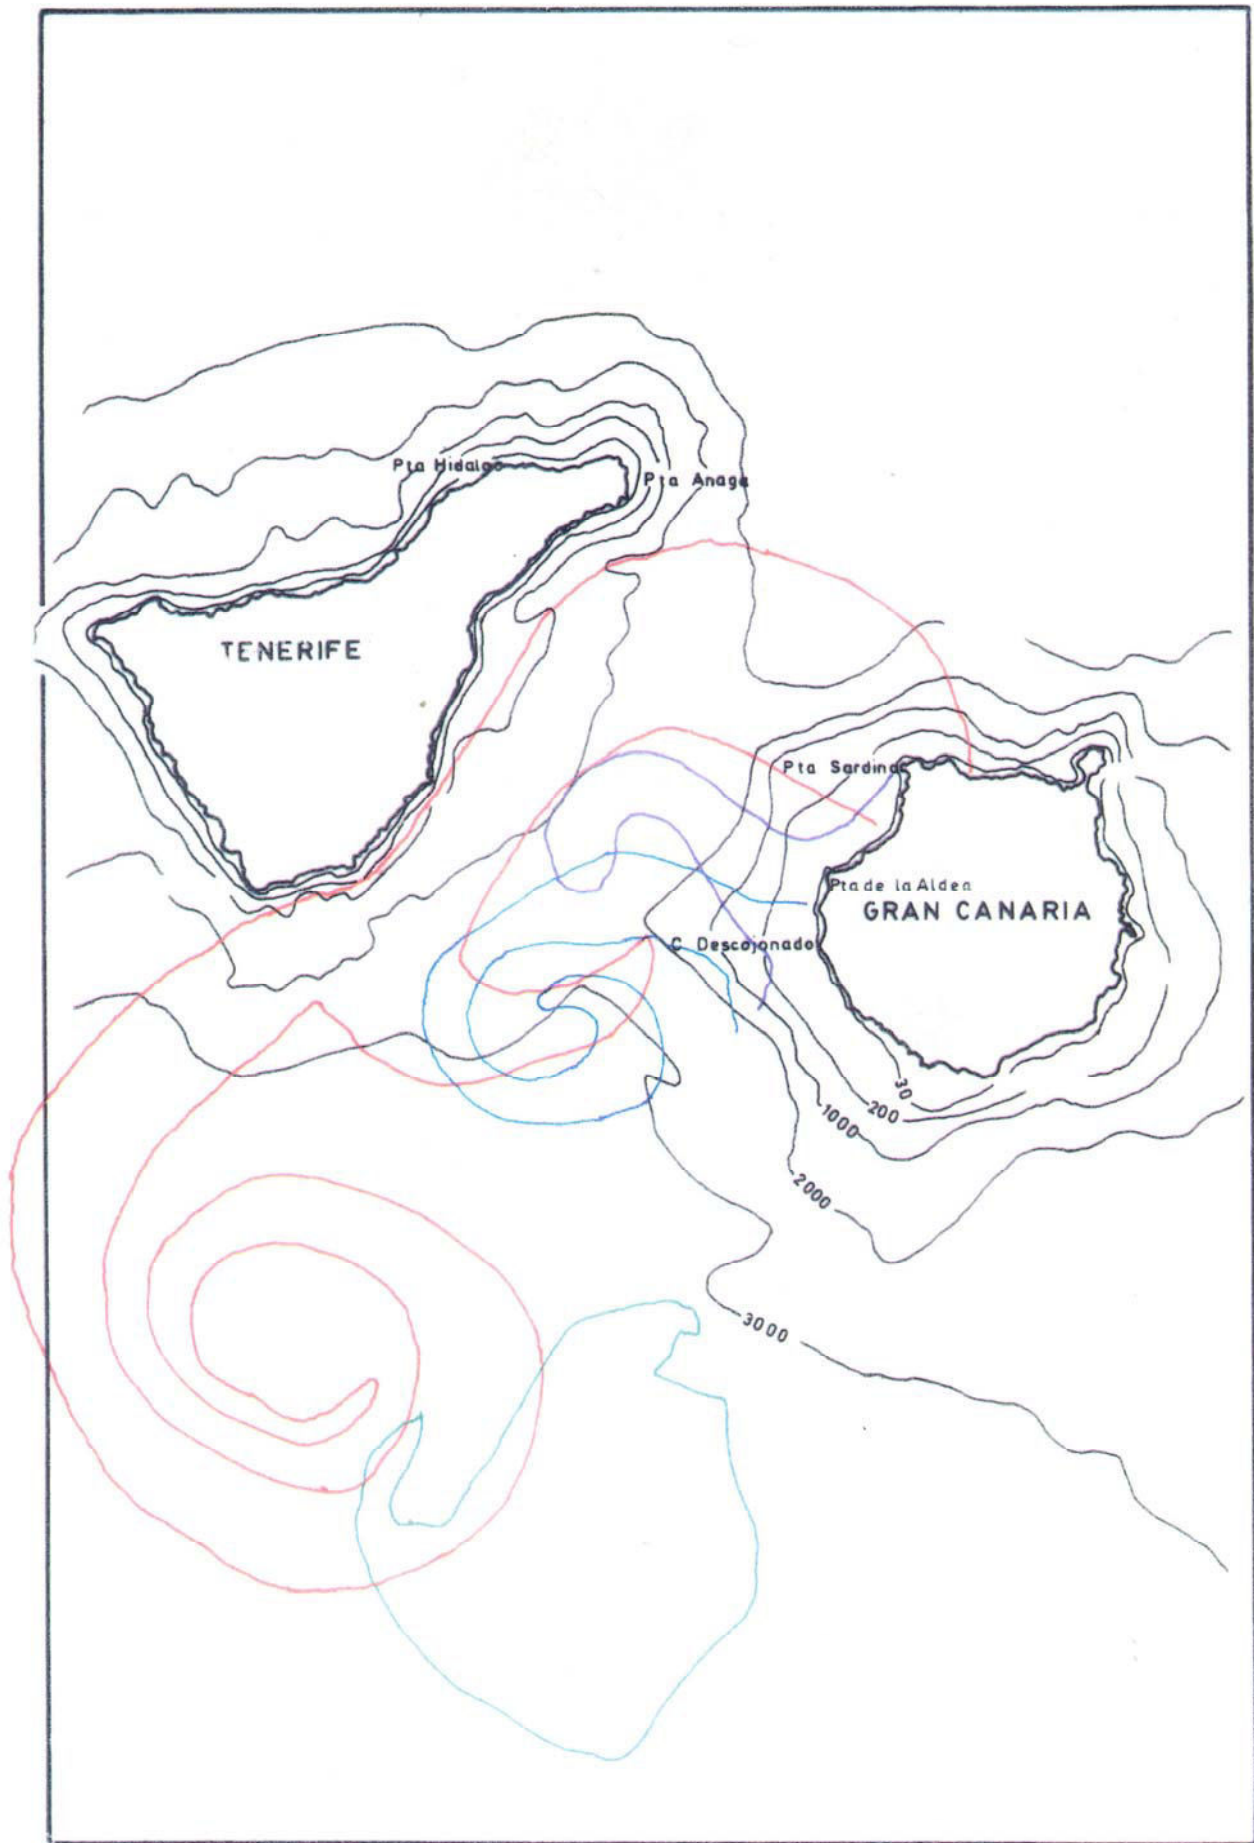 Pta Hidalgo
Pta Anaga
TENERIFE
Pta Sardina
Pta de la Aldea
GRAN CANARIA
C Descojonado
30
200
1000
2000
3000